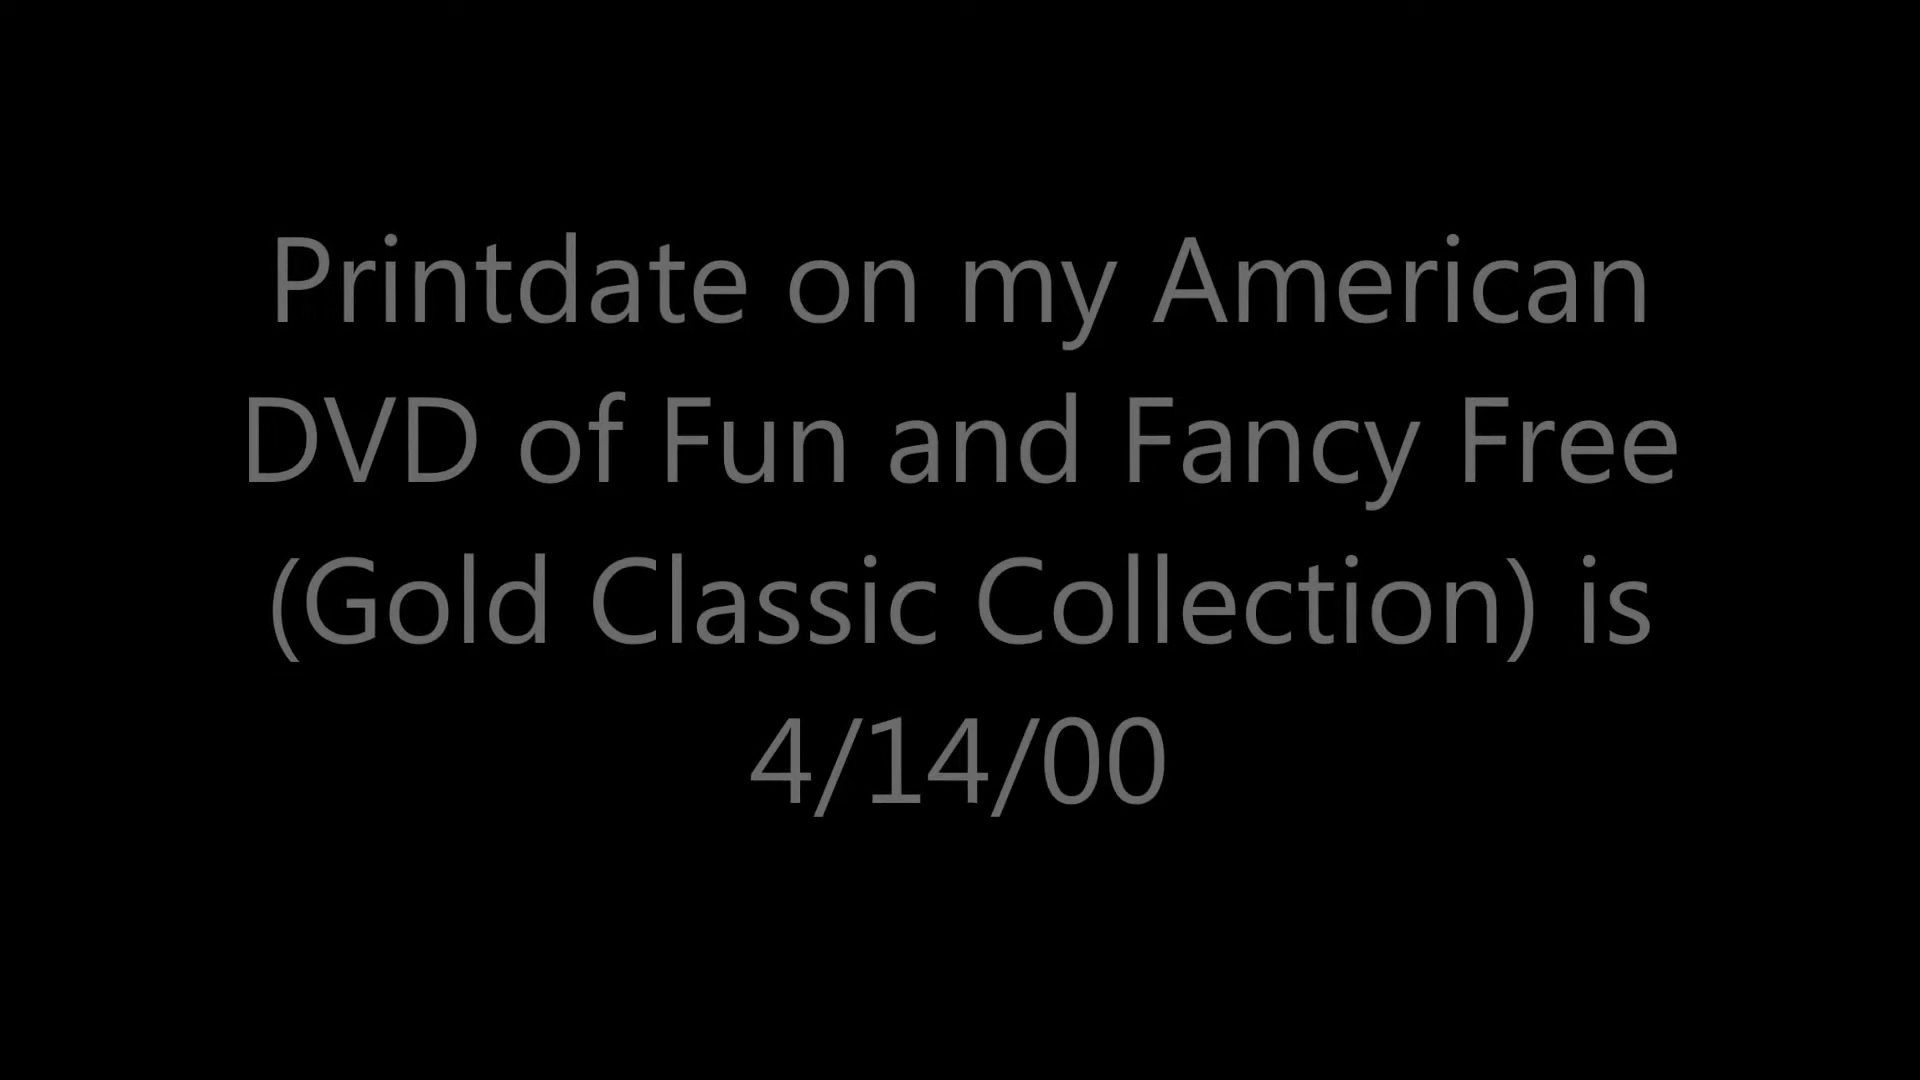 Printdate on my American
DVD of Fun and Fancy Free
(Gold Classic Collection) is
4/14/00